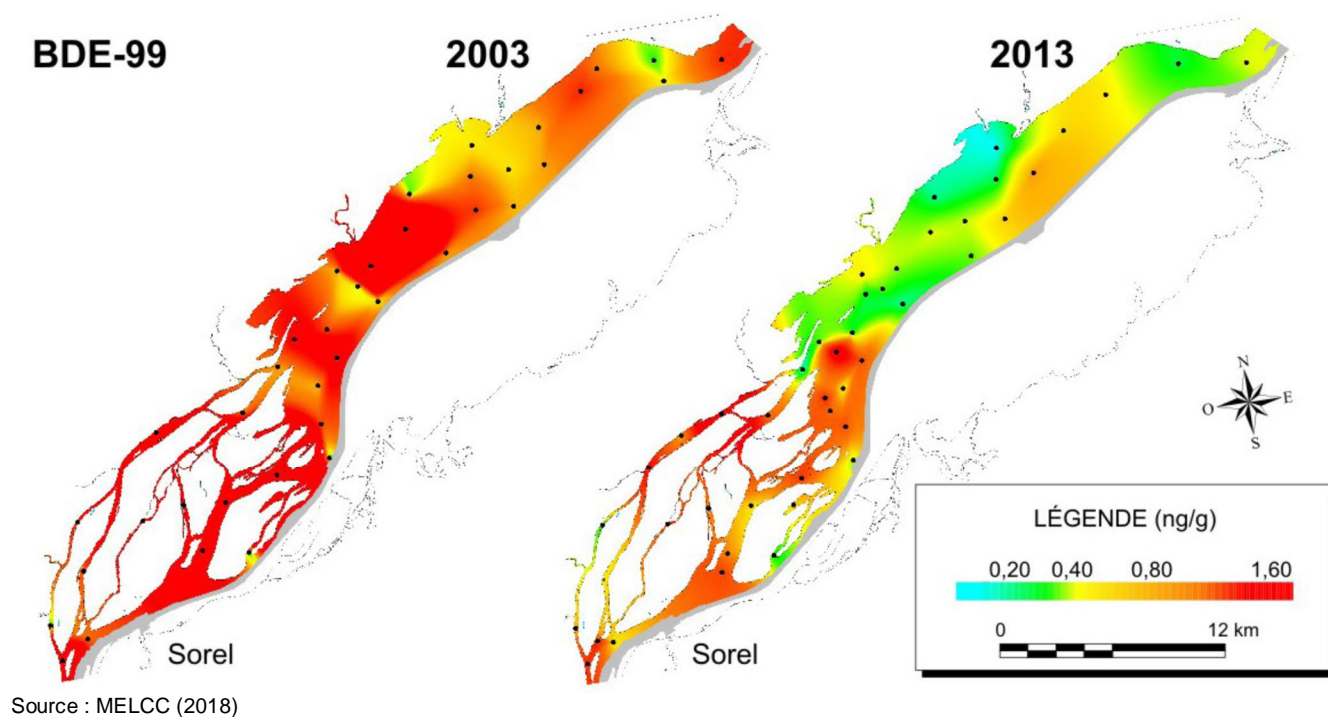 BDE-99
2003
2013
N
O
E
S
LÉGENDE (ng/g)
0,20 0,40 0,80 1,60
0 12 km
Sorel
Sorel
Source : MELCC (2018)